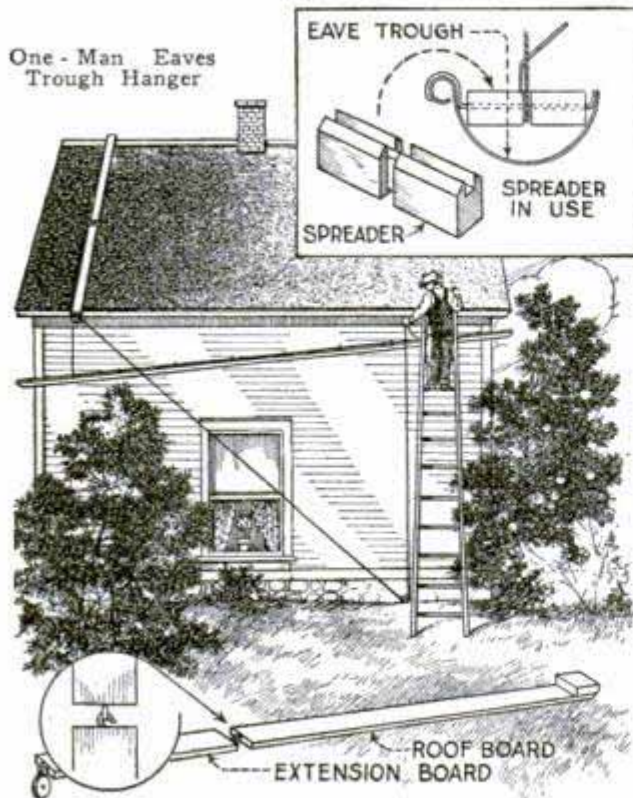 One - Man Eaves
Trough Hanger
EAVE TROUGH
SPREADER
IN USE
SPREADER
ROOF BOARD
EXTENSION BOARD